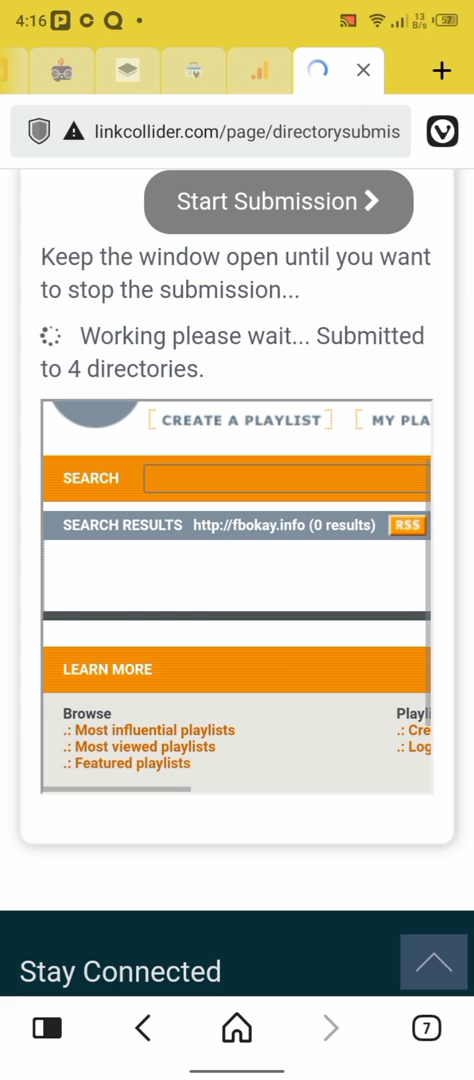 4:16
13
B/s
57
linkcollider.com/page/directorysubmis
Start Submission
Keep the window open until you want
to stop the submission...
Working please wait... Submitted
to 4 directories.
CREATE A PLAYLIST
MY PLA
SEARCH
SEARCH RESULTS http://fbokay.info (0 results) RSS
LEARN MORE
Browse
Playli
.: Most influential playlists
.: Cre
.: Most viewed playlists
.: Log
.: Featured playlists
Stay Connected
7